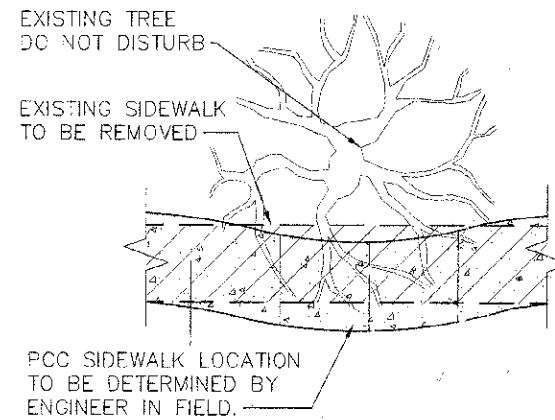 EXISTING TREE
DO NOT DISTURB
EXISTING SIDEWALK
TO BE REMOVED
PCC SIDEWALK LOCATION
TO BE DETERMINED BY
ENGINEER IN FIELD.